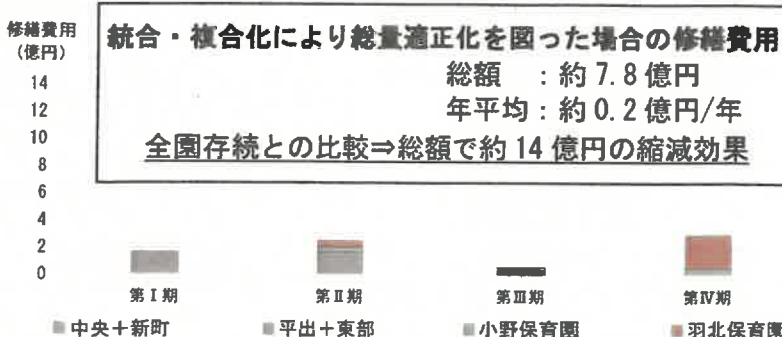 修繕費用
(億円)
統合・複合化により総量適正化を図った場合の修繕費用
総額 :約7.8億円
年平均:約0.2億円/年
全園存続との比較⇒総額で約14億円の縮減効果
14
12
10
8
6
4
2
0
第Ⅰ期
第Ⅱ期
第Ⅲ期
第Ⅳ期
中央+新町
平出+東部
小野保育園
羽北保育園